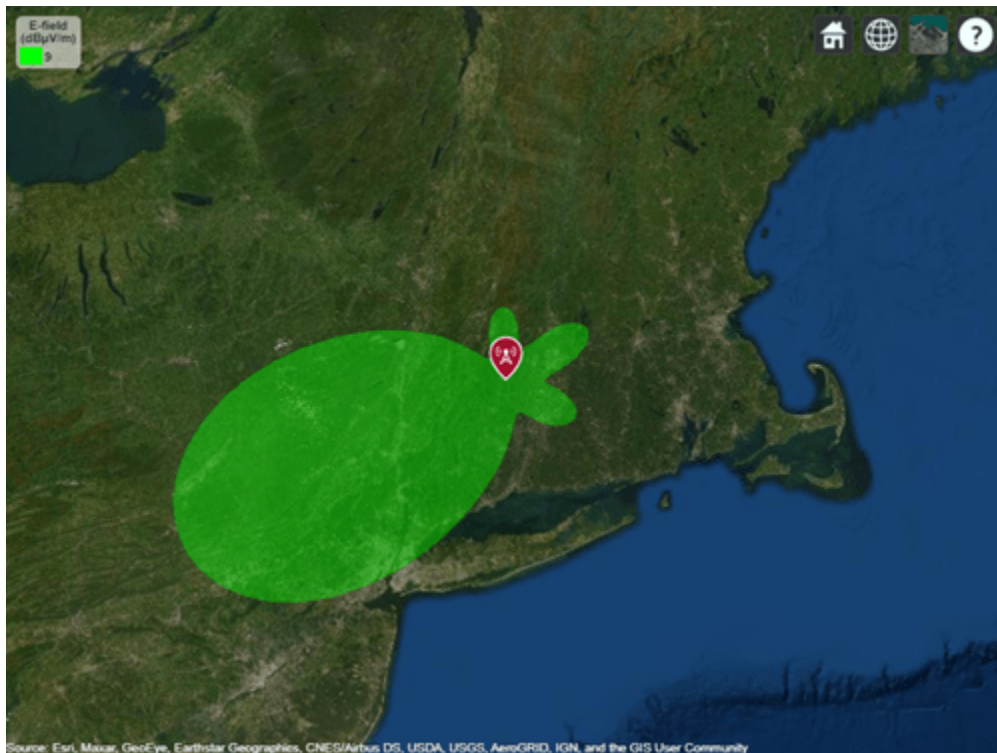 E-field
(dBμV/m)
9
?
Source: Esri, Maxar, GeoEye, Earthstar Geographics, CNES/Airbus DS, USDA, USGS, AeroGRID, IGN, and the GIS User Community